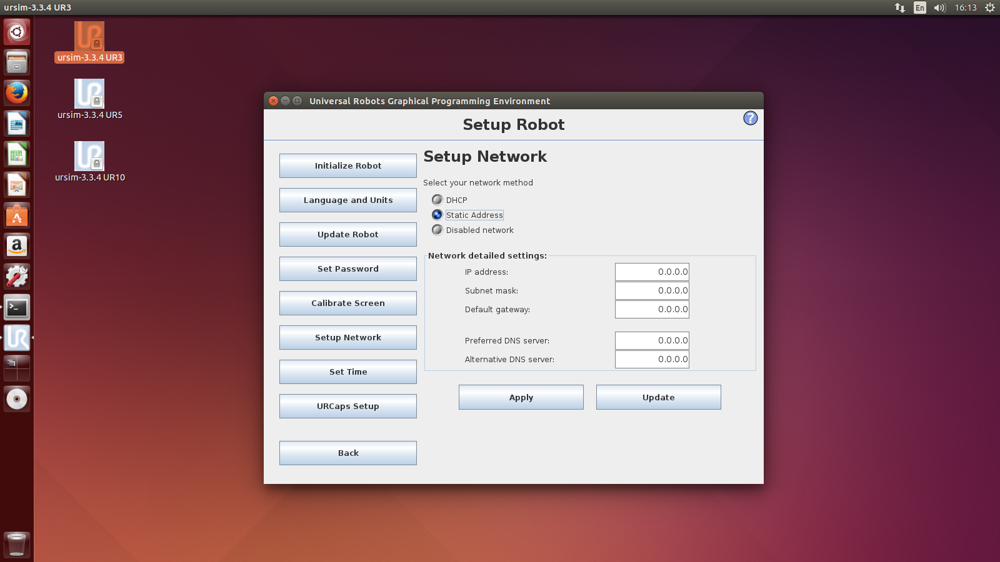 ursim-3.3.4 UR3
En
16:13
ursim-3.3.4 UR3
ursim-3.3.4 UR5
ursim-3.3.4 UR10
Universal Robots Graphical Programming Environment
Setup Robot
?
Initialize Robot
Language and Units
Update Robot
Set Password
Calibrate Screen
Setup Network
Set Time
URCaps Setup
Back
Setup Network
Select your network method
DHCP
Static Address
Disabled network
Network detailed settings:
IP address: 0.0.0.0
Subnet mask: 0.0.0.0
Default gateway: 0.0.0.0
Preferred DNS server: 0.0.0.0
Alternative DNS server: 0.0.0.0
Apply Update